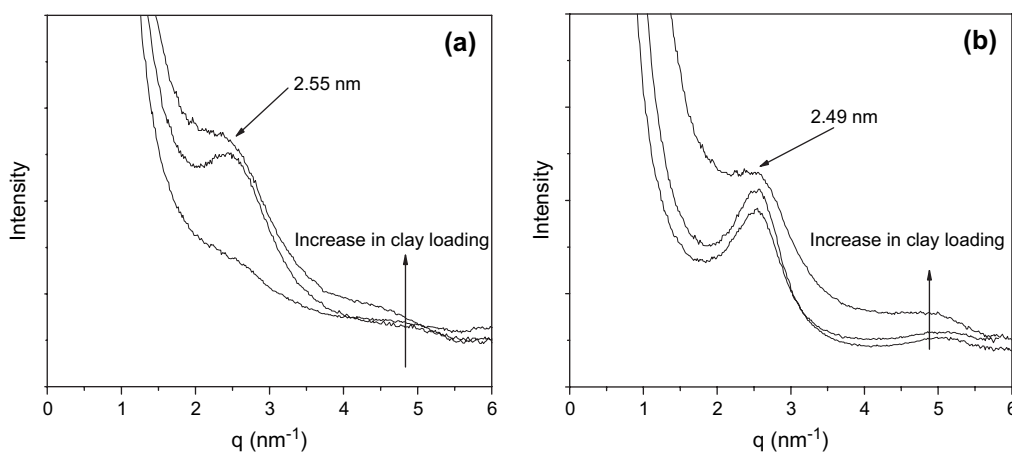 (a)
2.55 nm
Increase in clay loading
Intensity
0 1 2 3 4 5 6
q (nm⁻¹)
(b)
2.49 nm
Increase in clay loading
Intensity
0 1 2 3 4 5 6
q (nm⁻¹)